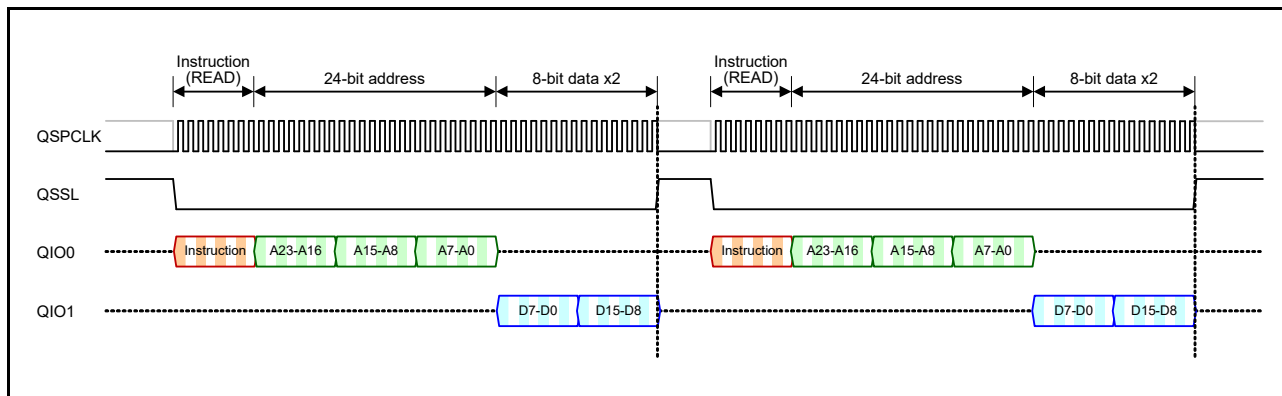 Instruction
(READ)
24-bit address
8-bit data x2
Instruction
(READ)
24-bit address
8-bit data x2
QSPCLK
QSSL
QIO0
Instruction
A23-A16
A15-A8
A7-A0
Instruction
A23-A16
A15-A8
A7-A0
QIO1
D7-D0
D15-D8
D7-D0
D15-D8